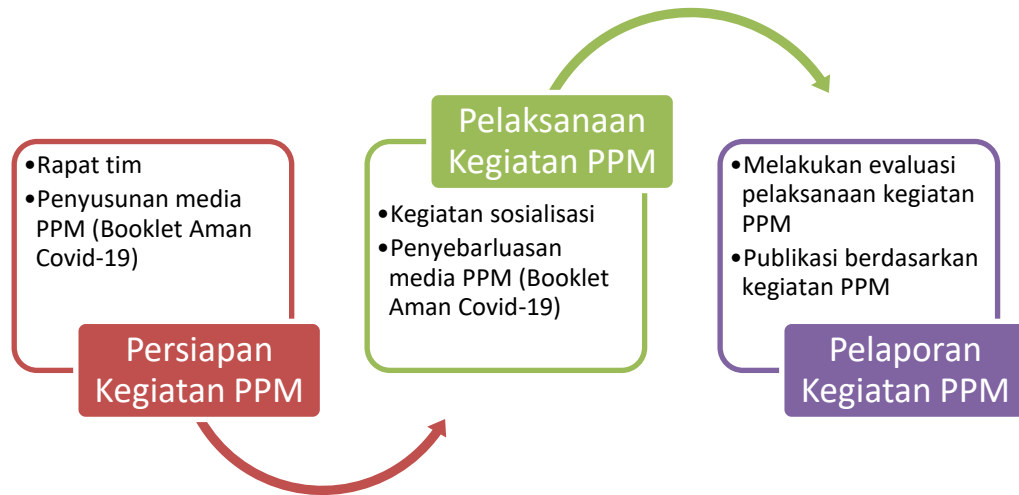 •Rapat tim
•Penyusunan media
PPM (Booklet Aman
Covid-19)
Persiapan
Kegiatan PPM
Pelaksanaan
Kegiatan PPM
•Kegiatan sosialisasi
•Penyebarluasan
media PPM (Booklet
Aman Covid-19)
•Melakukan evaluasi
pelaksanaan kegiatan
PPM
•Publikasi berdasarkan
kegiatan PPM
Pelaporan
Kegiatan PPM